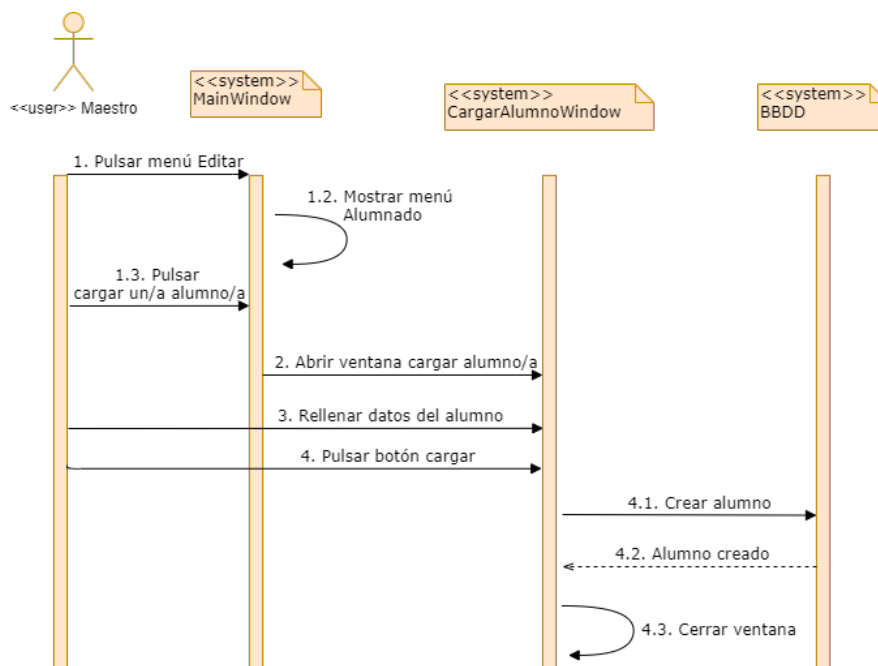 <<user>> Maestro
<<system>>
MainWindow
<<system>>
CargarAlumnoWindow
<<system>>
BBDD
1. Pulsar menú Editar
1.2. Mostrar menú
Alumnado
1.3. Pulsar
cargar un/a alumno/a
2. Abrir ventana cargar alumno/a
3. Rellenar datos del alumno
4. Pulsar botón cargar
4.1. Crear alumno
4.2. Alumno creado
4.3. Cerrar ventana